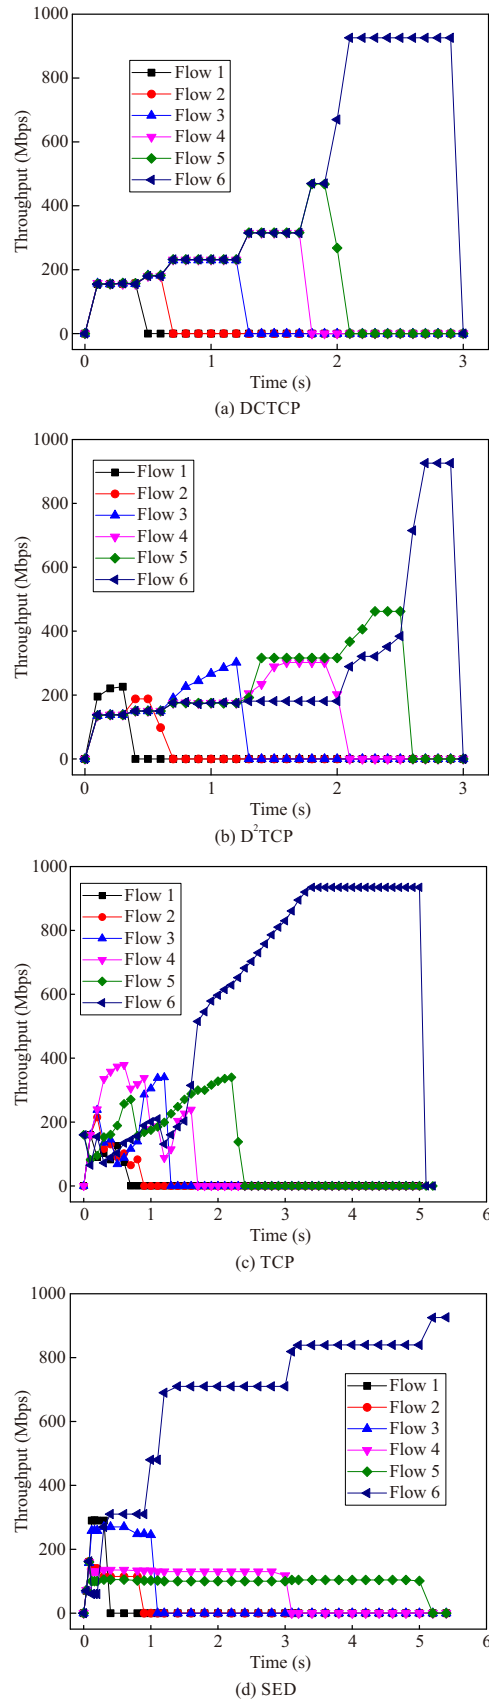 1000
800
600
400
200
0
Throughput (Mbps)
Flow 1
Flow 2
Flow 3
Flow 4
Flow 5
Flow 6
0 1 2 3
Time (s)
(a) DCTCP
1000
800
600
400
200
0
Throughput (Mbps)
Flow 1
Flow 2
Flow 3
Flow 4
Flow 5
Flow 6
0 1 2 3
Time (s)
(b) D²TCP
1000
800
600
400
200
0
Throughput (Mbps)
Flow 1
Flow 2
Flow 3
Flow 4
Flow 5
Flow 6
0 1 2 3 4 5 6
Time (s)
(c) TCP
1000
800
600
400
200
0
Throughput (Mbps)
Flow 1
Flow 2
Flow 3
Flow 4
Flow 5
Flow 6
0 1 2 3 4 5 6
Time (s)
(d) SED